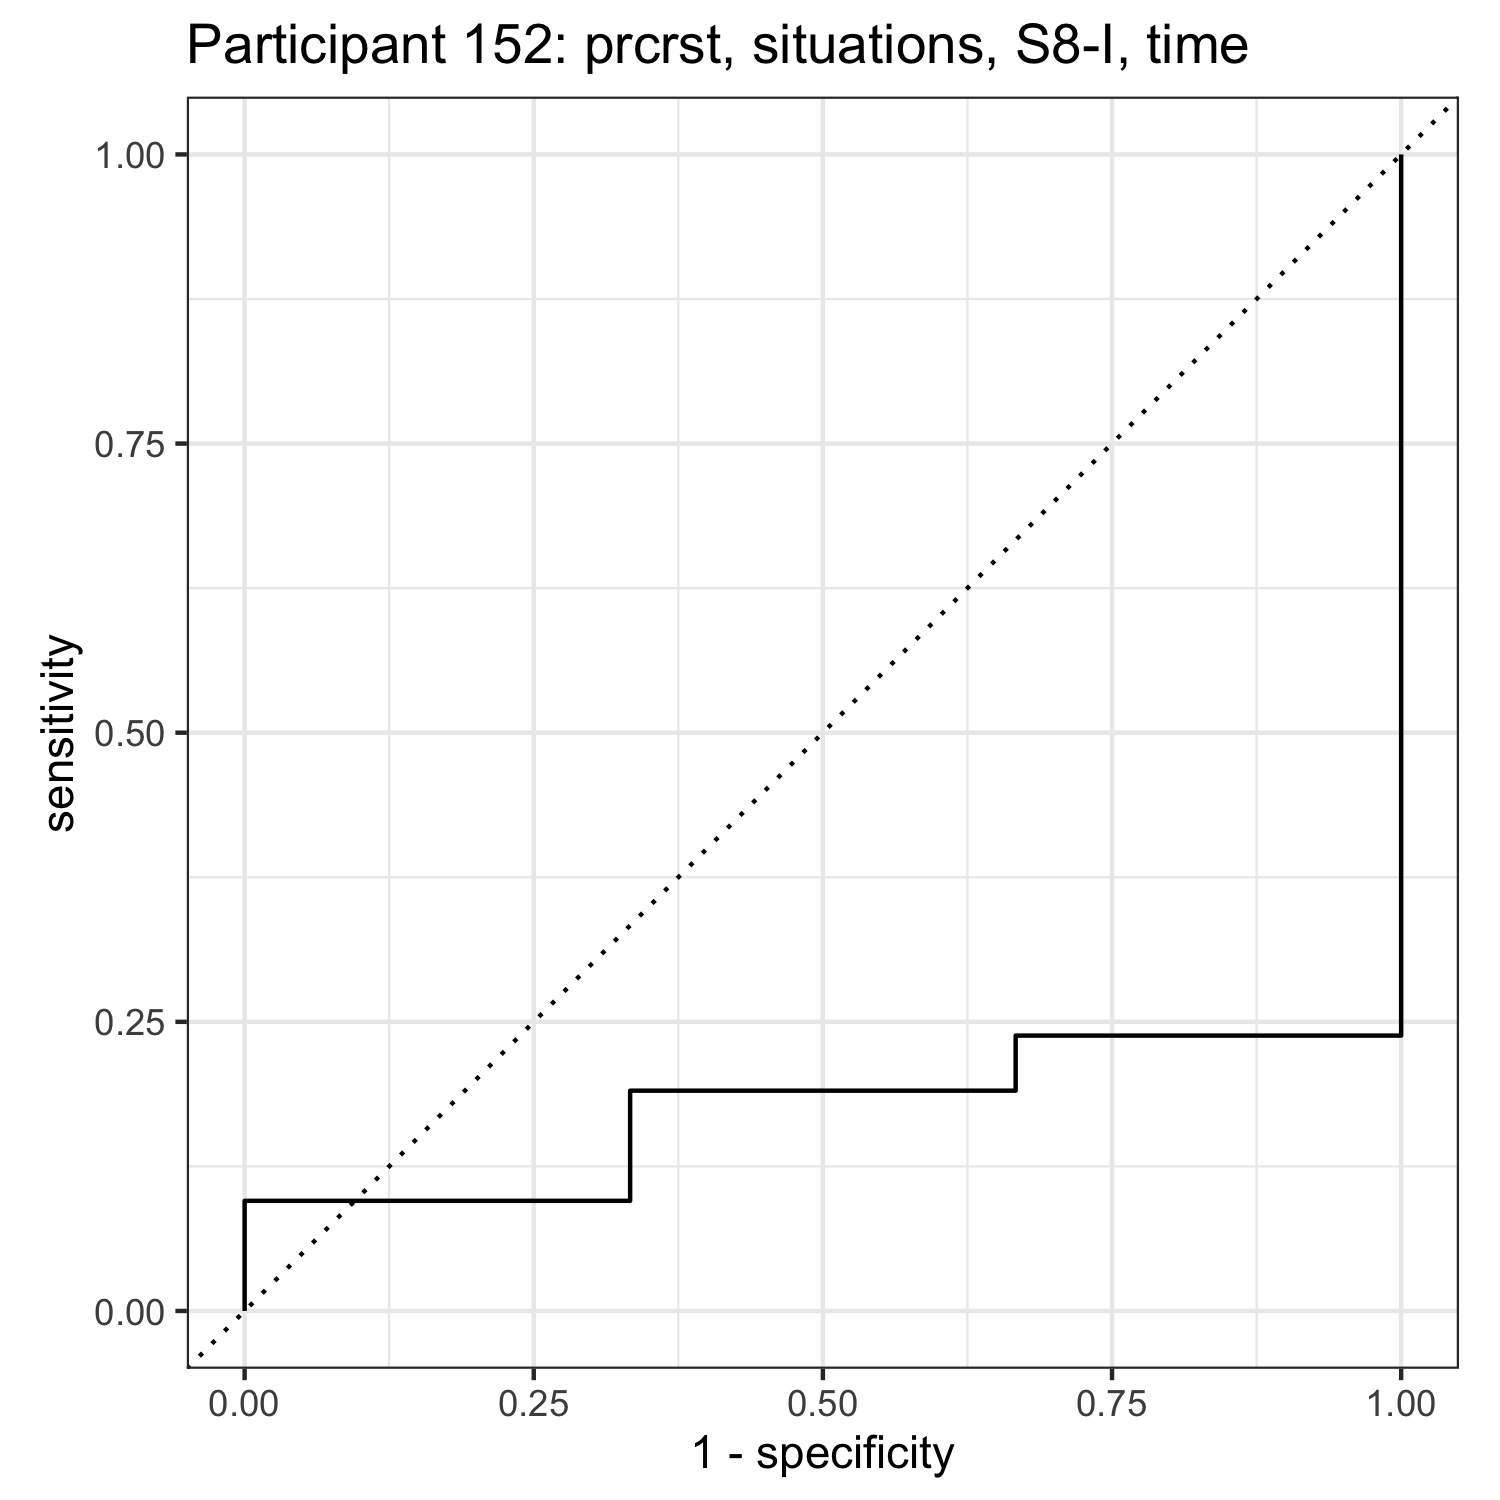 Participant 152: prcrst, situations, S8-I, time
1.00
0.75
0.50
0.25
0.00
sensitivity
0.00 0.25 0.50 0.75 1.00
1 - specificity